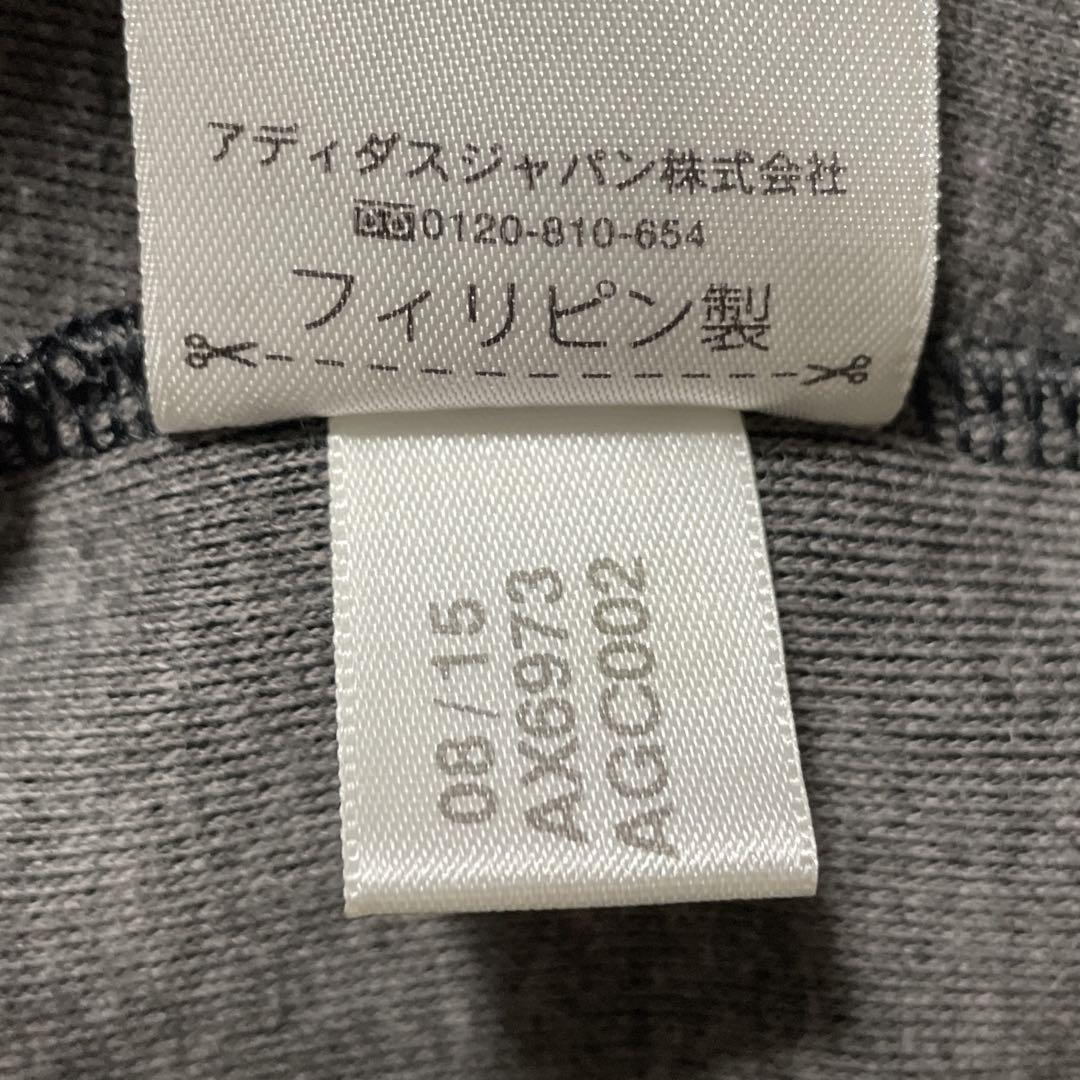 アディダスジャパン株式会社
0120-810-654
フィリピン製
08/15
AX6973
AGC002